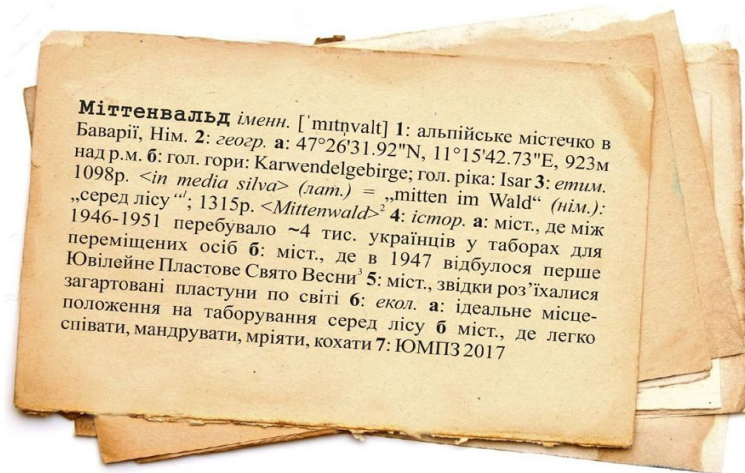 Міттенвальд іменн. [ˈmɪtn̩valt] 1: альпійське містечко в
Баварії, Нім. 2: геогр. а: 47°26'31.92"N, 11°15'42.73"E, 923м
над р.м. б: гол. гори: Karwendelgebirge; гол. ріка: Isar 3: етим.
1098р. <in media silva> (лат.) = „mitten im Wald“ (нім.):
„серед лісу“¹; 1315р. <Mittenwald>² 4: істор. а: міст., де між
1946-1951 перебувало ~4 тис. українців у таборах для
переміщених осіб б: міст., де в 1947 відбулося перше
Ювілейне Пластове Свято Весни³ 5: міст., звідки роз’їхалися
загартовані пластуни по світі 6: екол. а: ідеальне місце-
положення на таборування серед лісу б міст., де легко
співати, мандрувати, мріяти, кохати 7: ЮМПЗ 2017